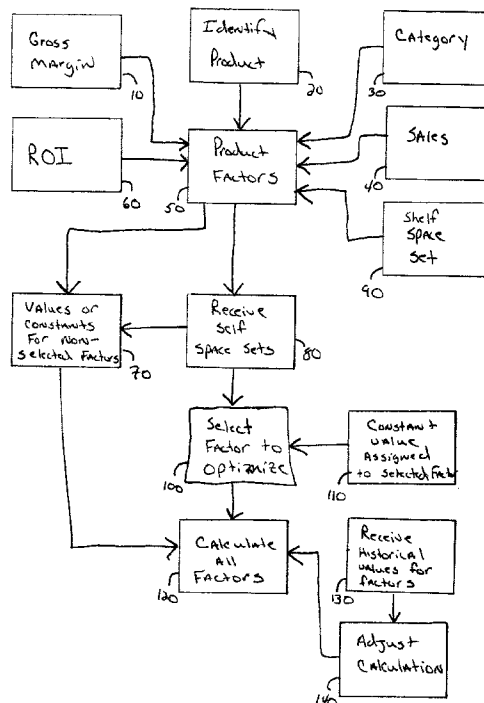 Gross
Margin
10
Identify
Product
20
Category
30
Sales
40
ROI
60
Product
Factors
50
Shelf
Space
Set
90
Values or
Constants
For Non-
Selected Factors
70
Receive
Self
Space Sets
80
Select
Factor to
Optimize
100
Constant
Value
Assigned
to Selected Factor
110
Calculate
All
Factors
120
Receive
Historical
Values for
factors
130
Adjust
Calculation
140